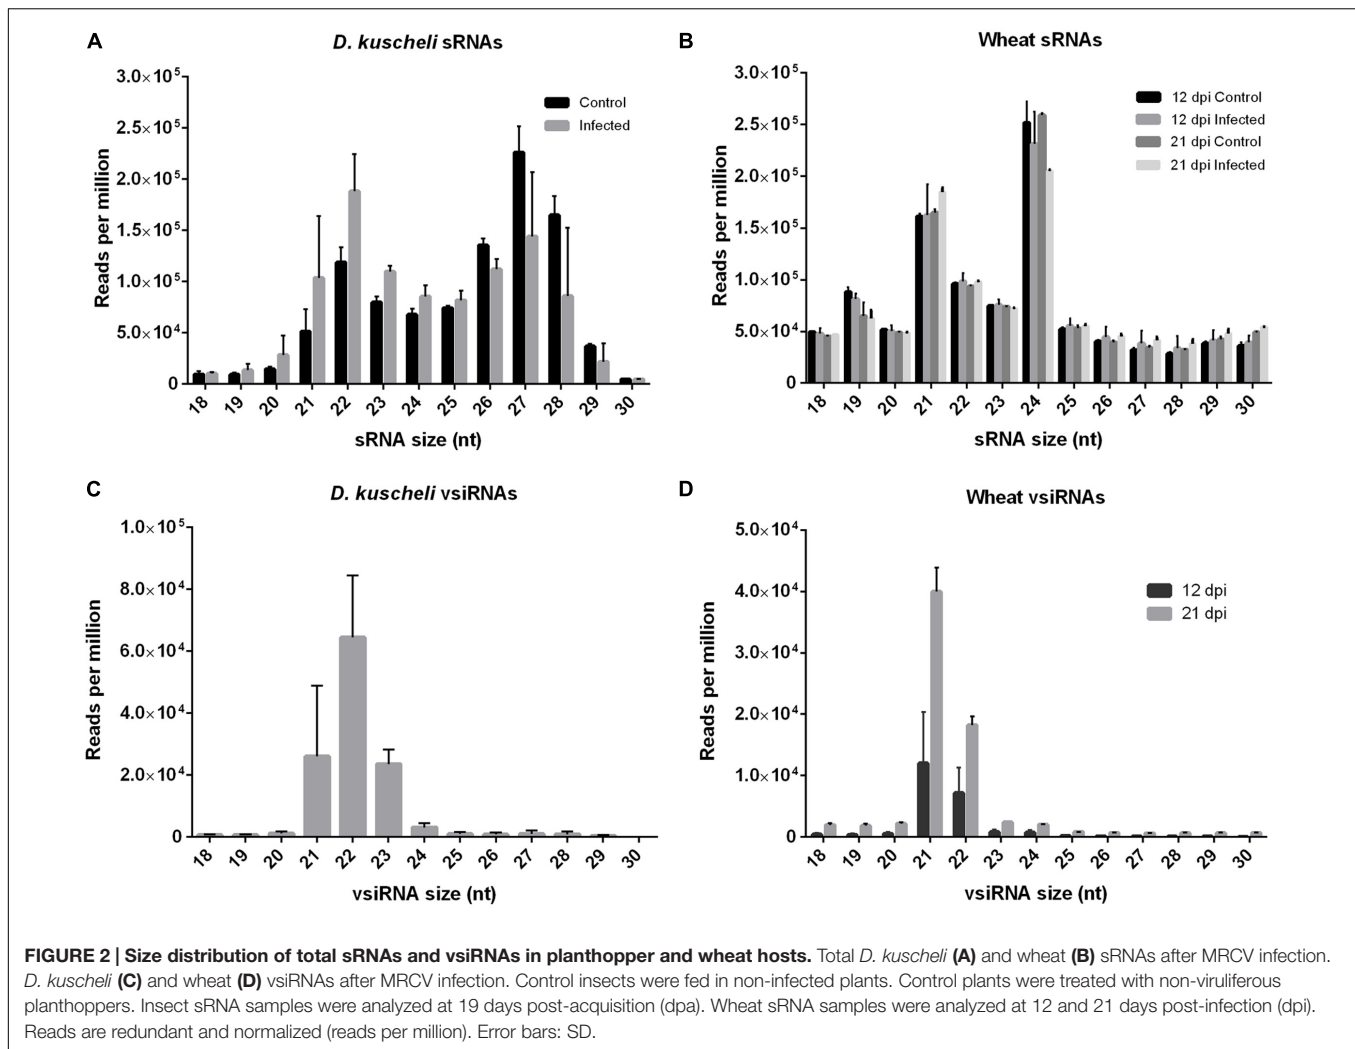 A
D. kuscheli sRNAs
Reads per million
3.0×10⁵
2.5×10⁵
2.0×10⁵
1.5×10⁵
1.0×10⁵
5.0×10⁴
0
Control
Infected
18 19 20 21 22 23 24 25 26 27 28 29 30
sRNA size (nt)
B
Wheat sRNAs
Reads per million
3.0×10⁵
2.5×10⁵
2.0×10⁵
1.5×10⁵
1.0×10⁵
5.0×10⁴
0
12 dpi Control
12 dpi Infected
21 dpi Control
21 dpi Infected
18 19 20 21 22 23 24 25 26 27 28 29 30
sRNA size (nt)
C
D. kuscheli vsiRNAs
Reads per million
1.0×10⁵
8.0×10⁴
6.0×10⁴
4.0×10⁴
2.0×10⁴
0
18 19 20 21 22 23 24 25 26 27 28 29 30
vsiRNA size (nt)
D
Wheat vsiRNAs
Reads per million
5.0×10⁴
4.0×10⁴
3.0×10⁴
2.0×10⁴
1.0×10⁴
0
12 dpi
21 dpi
18 19 20 21 22 23 24 25 26 27 28 29 30
vsiRNA size (nt)
FIGURE 2 | Size distribution of total sRNAs and vsiRNAs in planthopper and wheat hosts. Total D. kuscheli (A) and wheat (B) sRNAs after MRCV infection.
D. kuscheli (C) and wheat (D) vsiRNAs after MRCV infection. Control insects were fed in non-infected plants. Control plants were treated with non-viruliferous
planthoppers. Insect sRNA samples were analyzed at 19 days post-acquisition (dpa). Wheat sRNA samples were analyzed at 12 and 21 days post-infection (dpi).
Reads are redundant and normalized (reads per million). Error bars: SD.